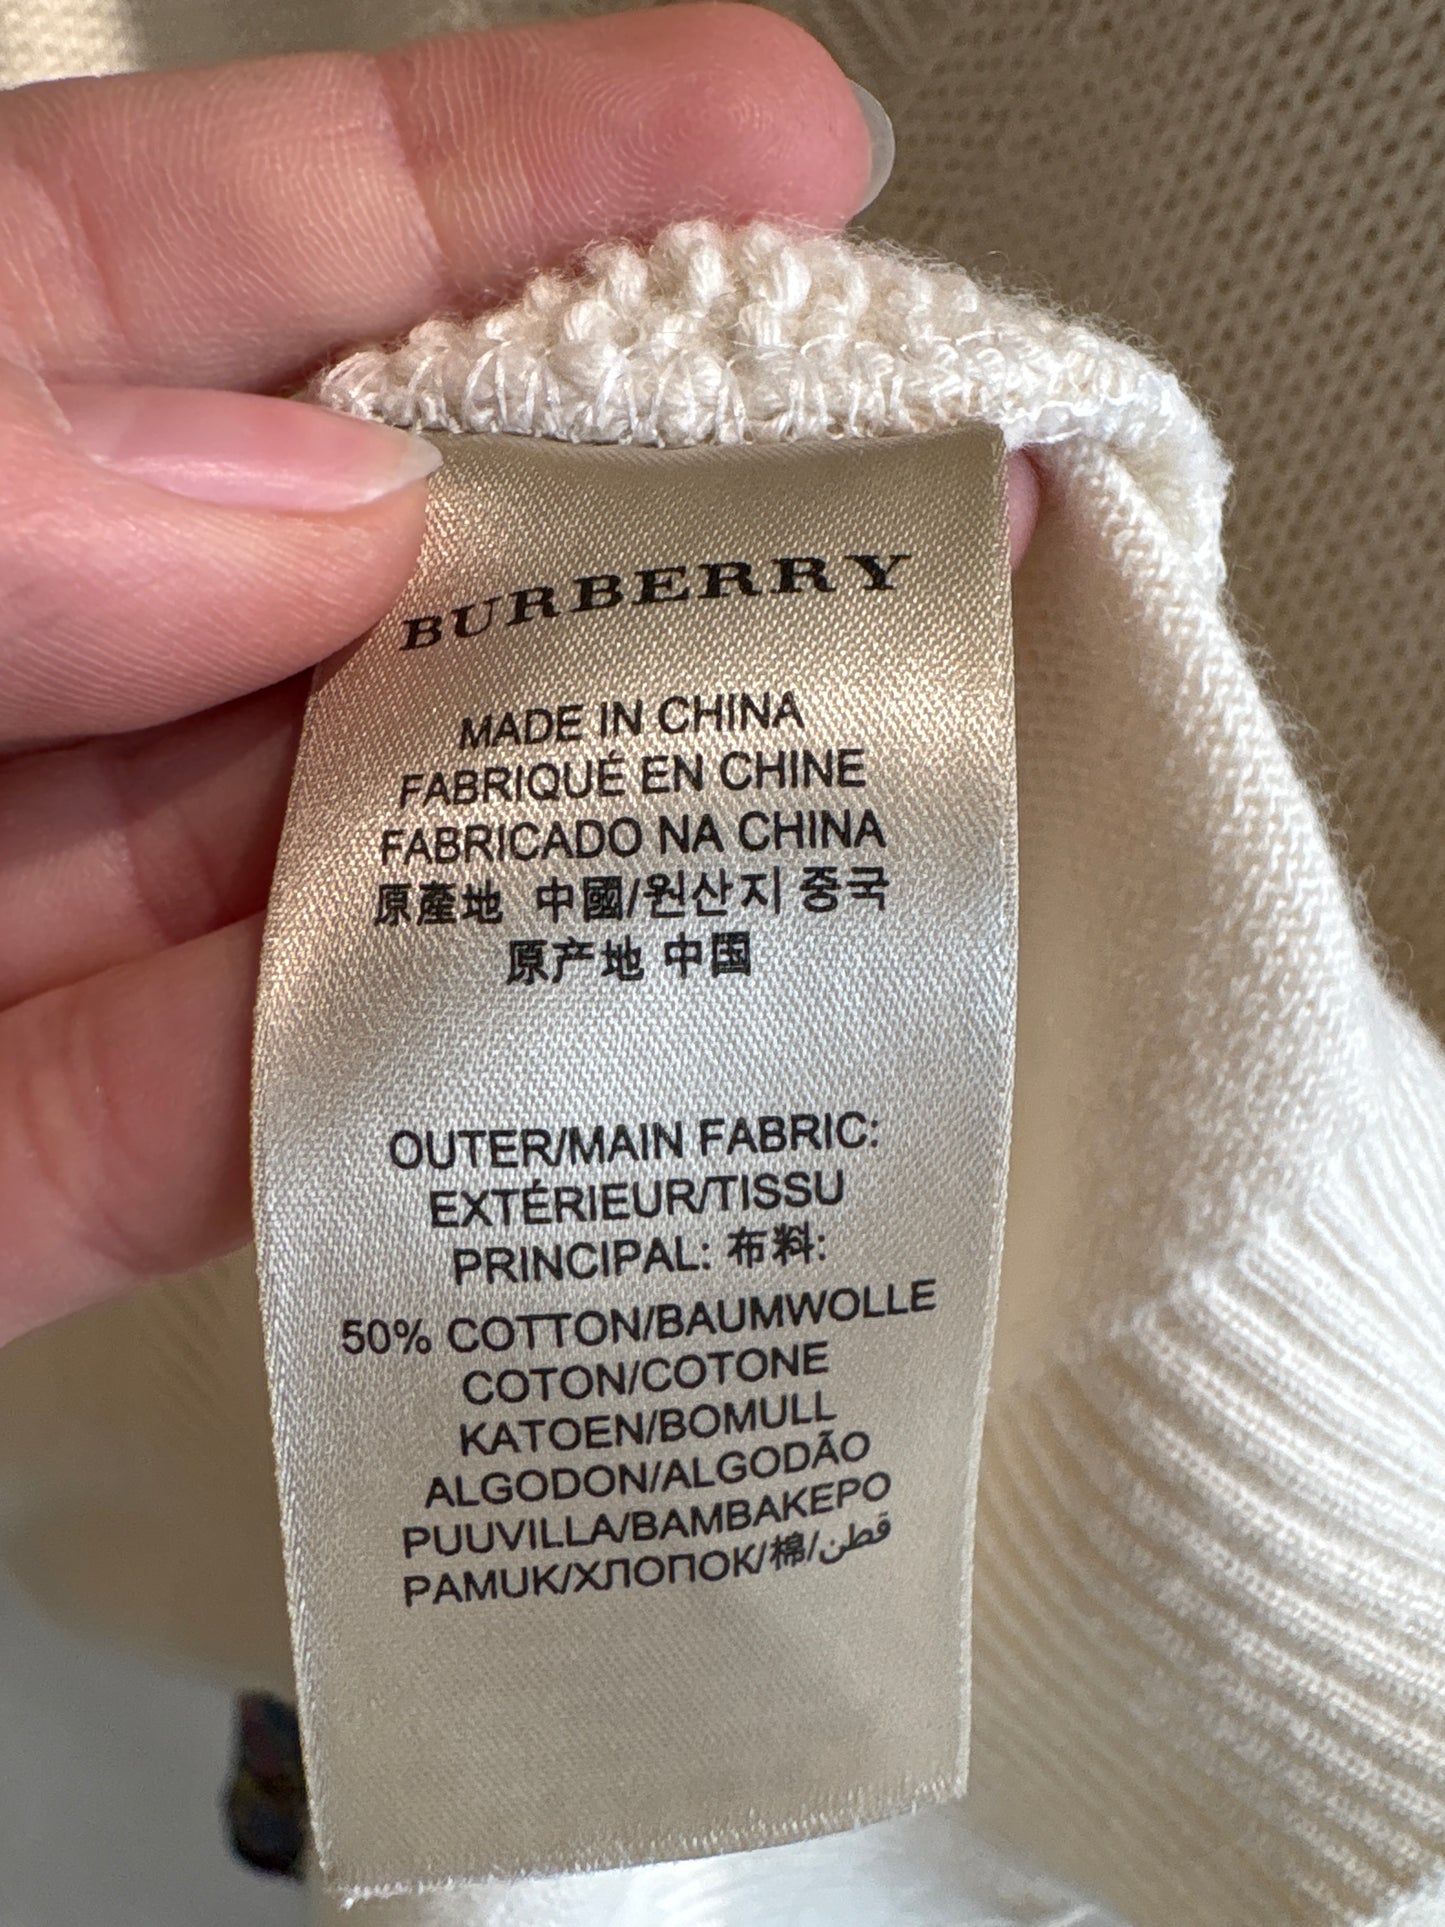 BURBERRY
MADE IN CHINA
FABRIQUÉ EN CHINE
FABRICADO NA CHINA
原產地 中國/원산지 중국
原产地 中国
OUTER/MAIN FABRIC:
EXTÉRIEUR/TISSU
PRINCIPAL: 布料:
50% COTTON/BAUMWOLLE
COTON/COTONE
KATOEN/BOMULL
ALGODON/ALGODÃO
PUUVILLA/BAMBAKEPO
PAMUK/ХЛОПОК/棉/قطن